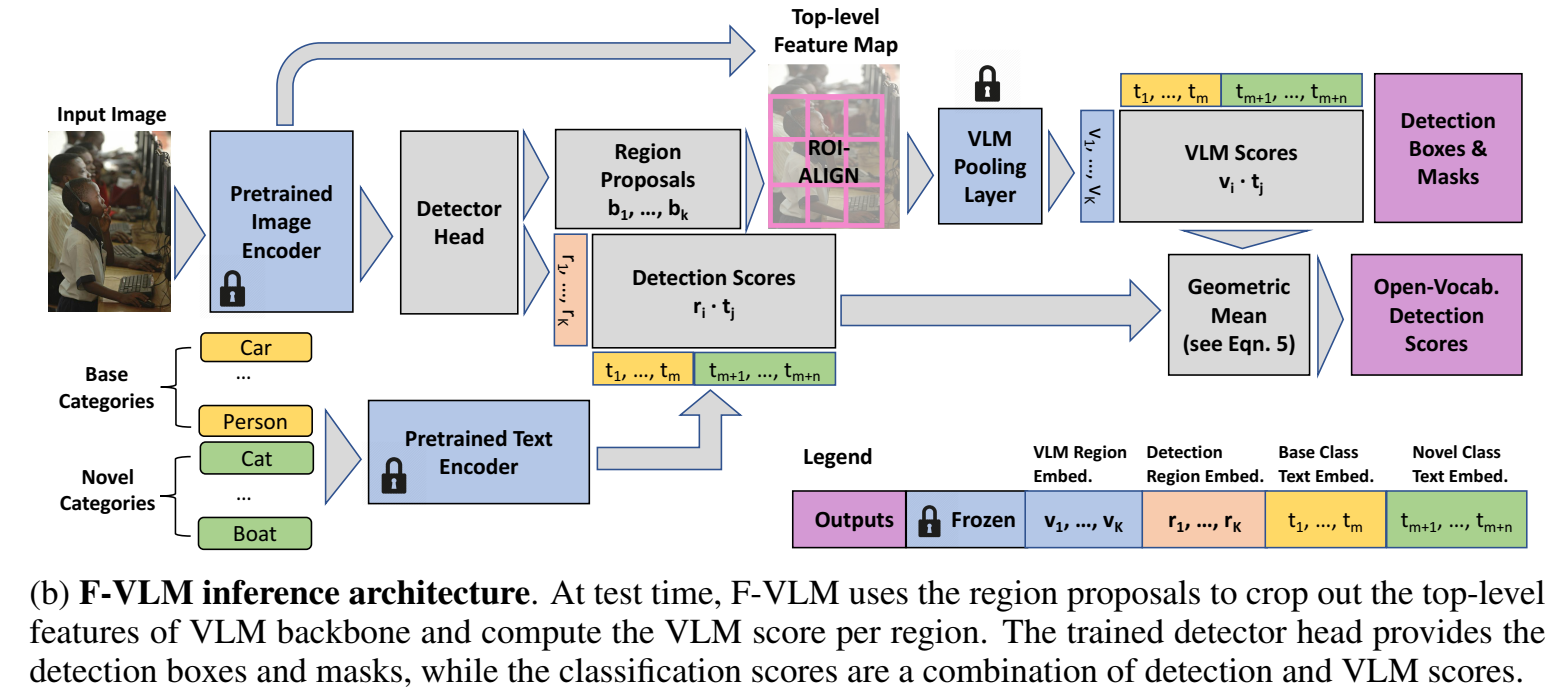 Top-level
Feature Map
Input Image
Pretrained
Image
Encoder
Detector
Head
Region
Proposals
b1, …, bk
ROI-
ALIGN
VLM
Pooling
Layer
v1, …, vK
t1, …, tm
tm+1, …, tm+n
VLM Scores
vi · tj
Detection
Boxes &
Masks
r1, …, rK
Detection Scores
ri · tj
t1, …, tm
tm+1, …, tm+n
Geometric
Mean
(see Eqn. 5)
Open-Vocab.
Detection
Scores
Base
Categories
Car
...
Person
Novel
Categories
Cat
...
Boat
Pretrained Text
Encoder
Legend
VLM Region
Embed.
Detection
Region Embed.
Base Class
Text Embed.
Novel Class
Text Embed.
Outputs
Frozen
v1, …, vK
r1, …, rK
t1, …, tm
tm+1, …, tm+n
(b) F-VLM inference architecture. At test time, F-VLM uses the region proposals to crop out the top-level
features of VLM backbone and compute the VLM score per region. The trained detector head provides the
detection boxes and masks, while the classification scores are a combination of detection and VLM scores.